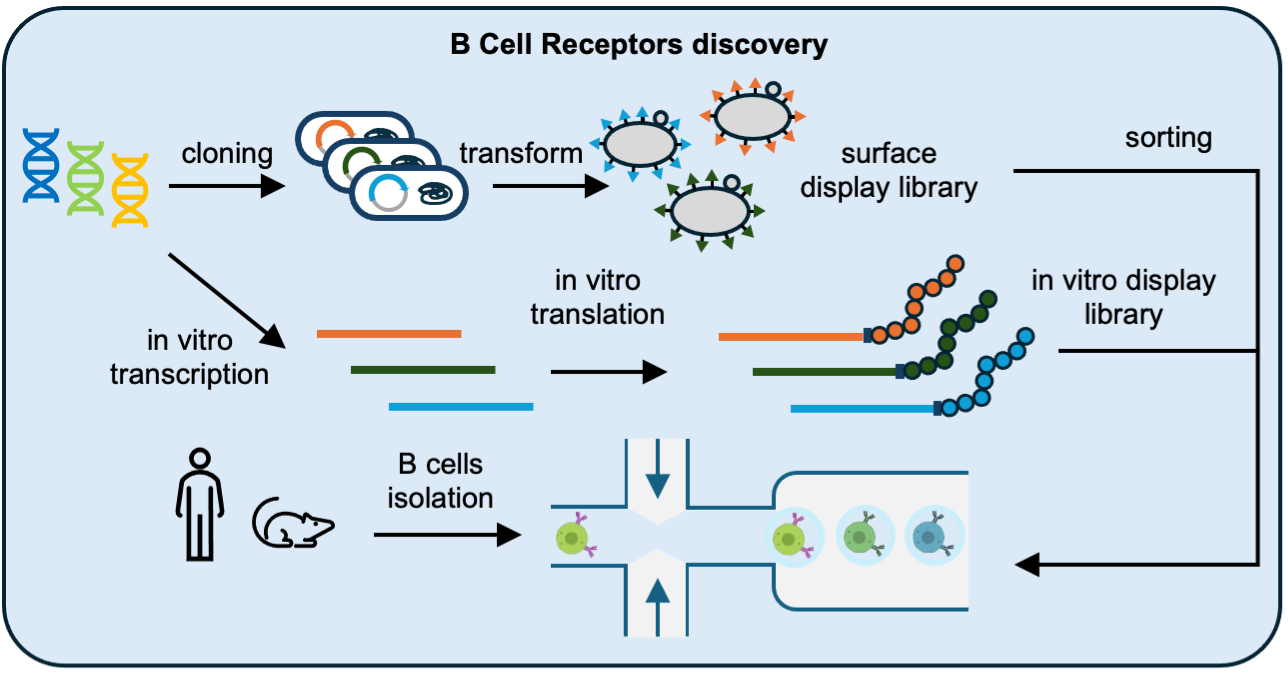 B Cell Receptors discovery
cloning
transform
surface
display library
sorting
in vitro
transcription
in vitro
translation
in vitro display
library
B cells
isolation